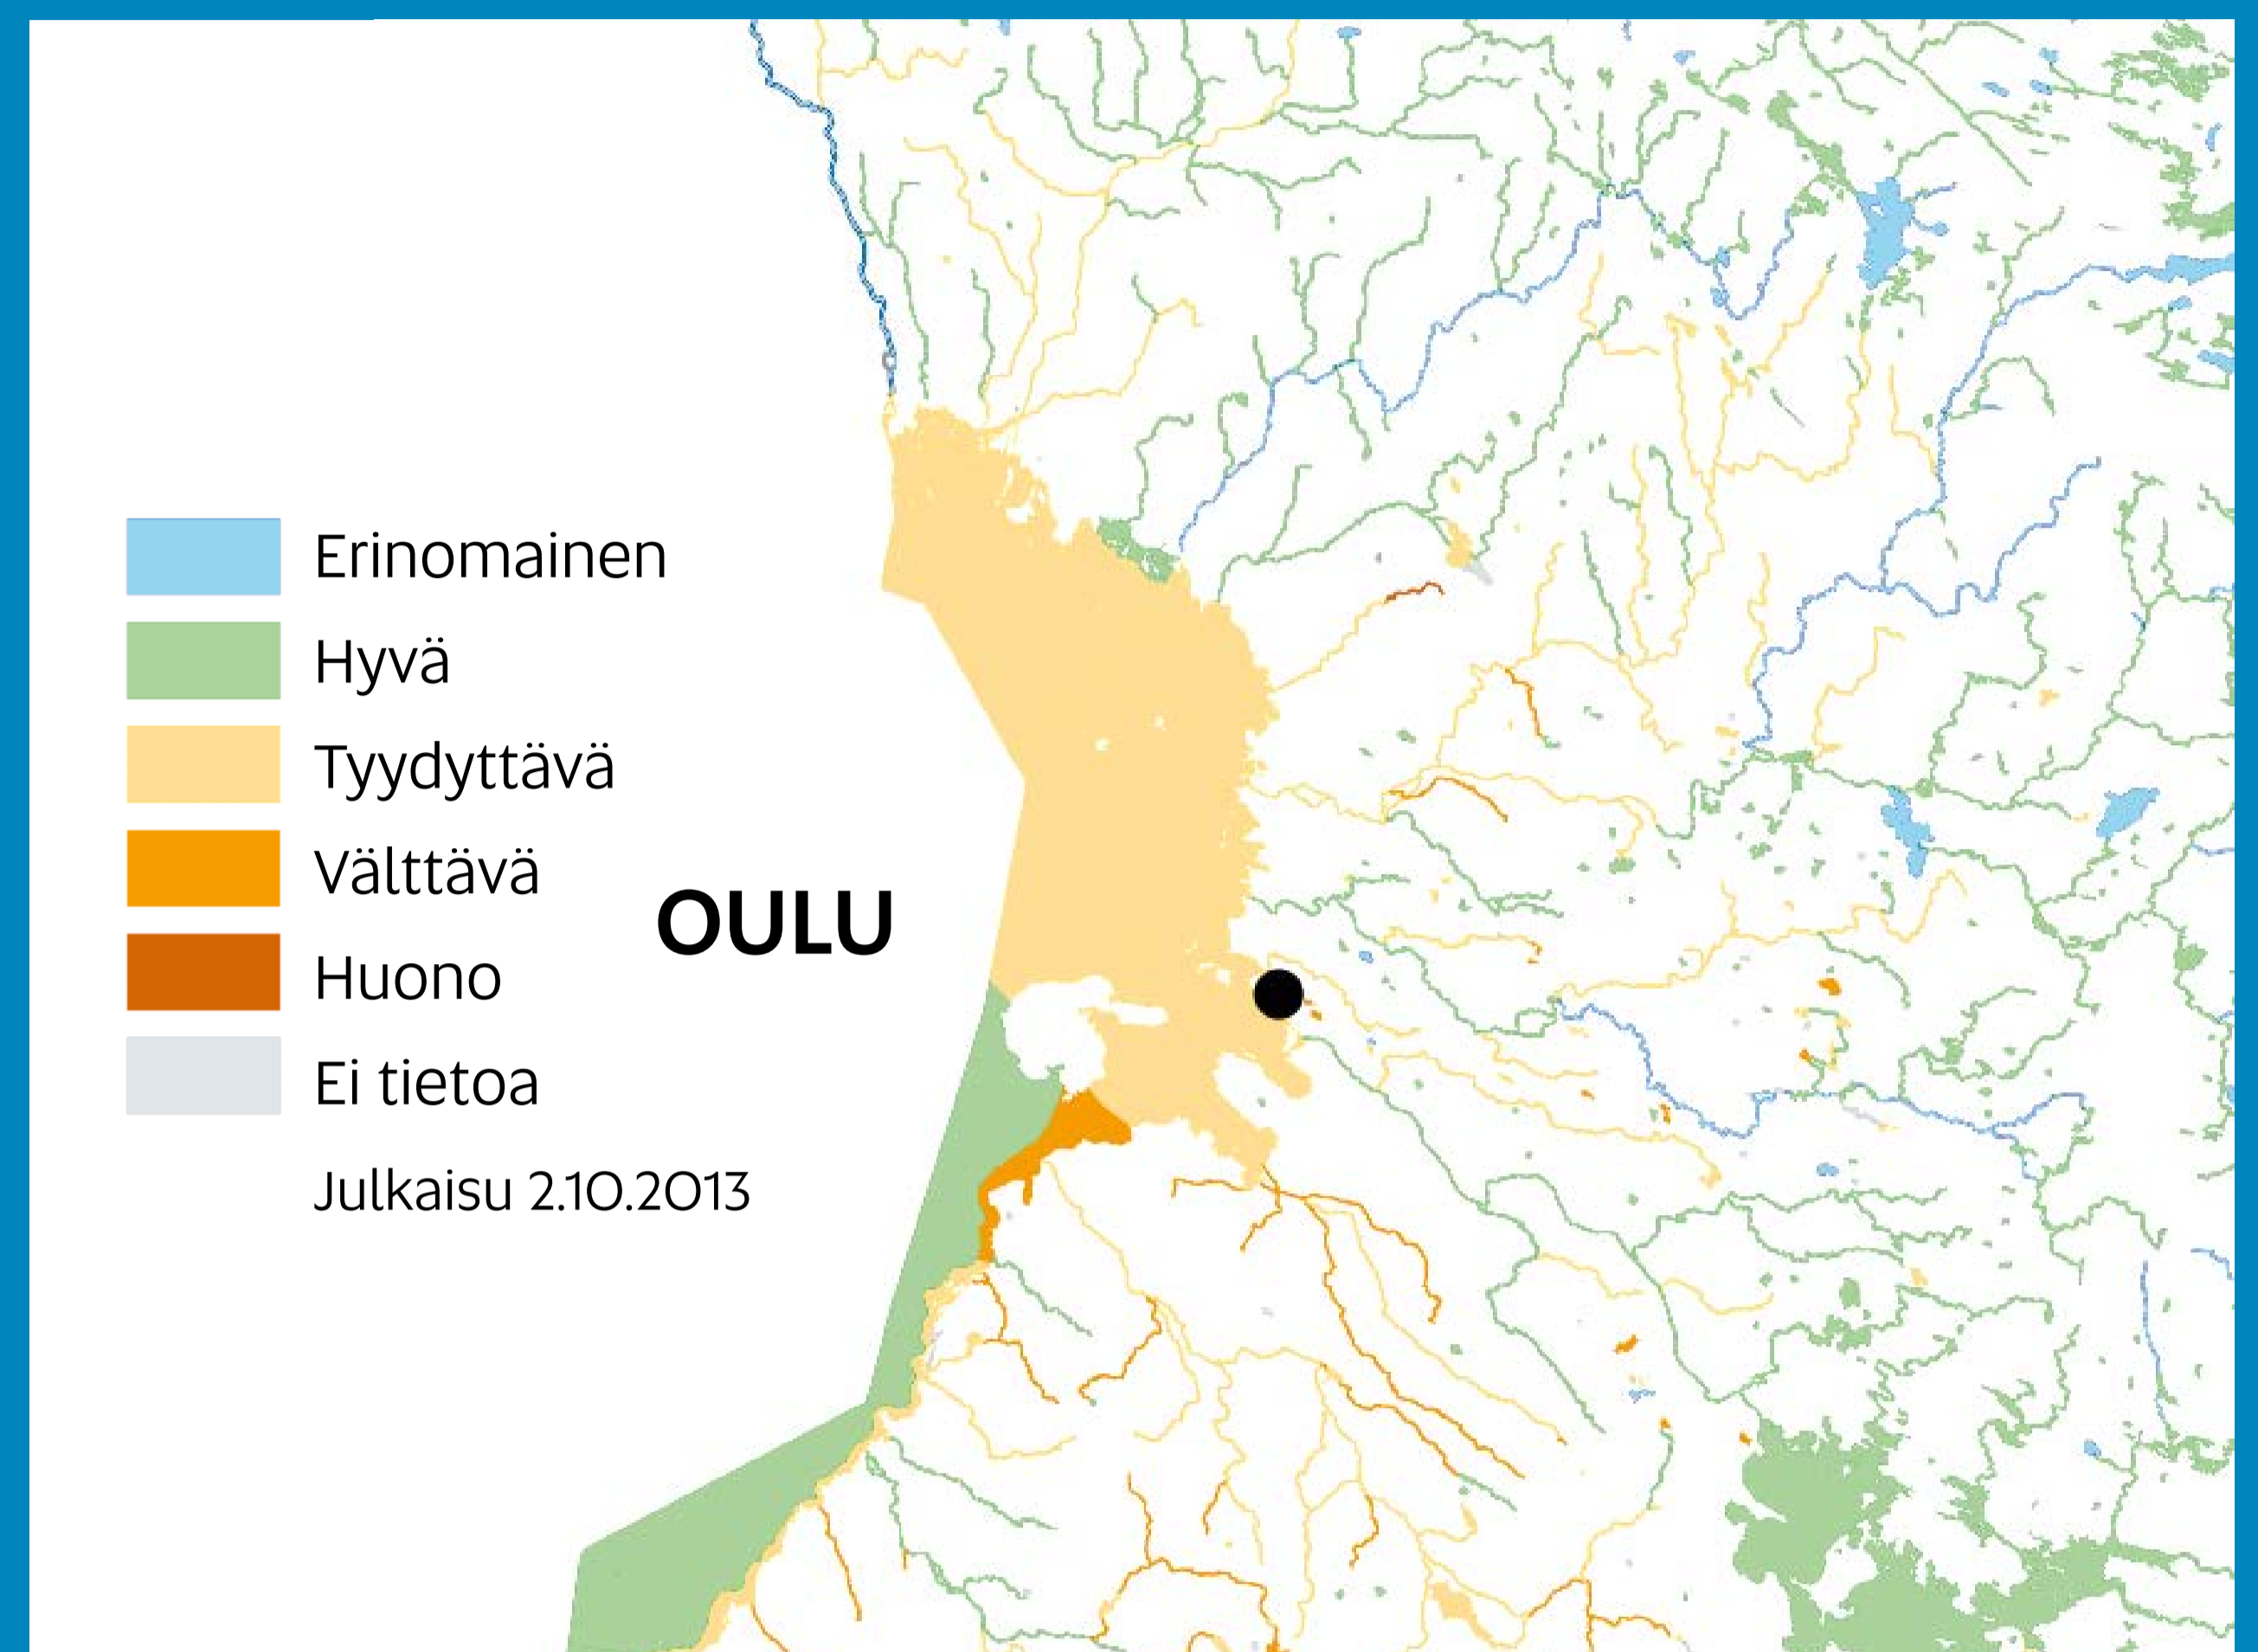 Erinomainen
Hyvä
Tyydyttävä
Välttävä
OULU
Huono
Ei tietoa
Julkaisu 2.10.2013